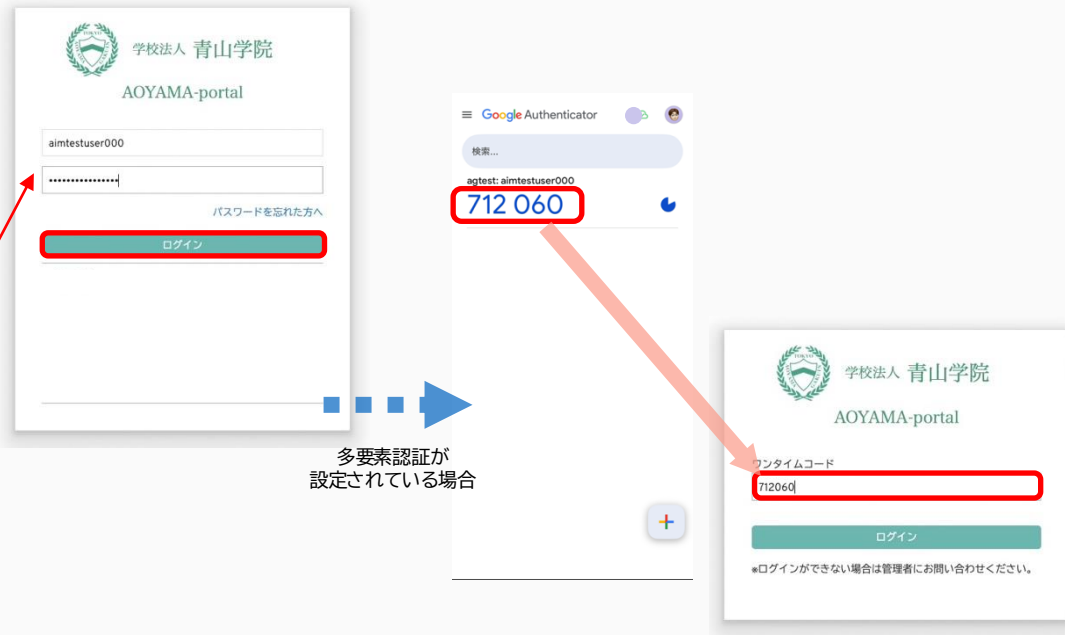 学校法人 青山学院
AOYAMA-portal
aimtestuser000
••••••••••••••••
パスワードを忘れた方へ
ログイン
多要素認証が
設定されている場合
Google Authenticator
検索...
agtest: aimtestuser000
712 060
学校法人 青山学院
AOYAMA-portal
ワンタイムコード
712060
ログイン
※ログインができない場合は管理者にお問い合わせください。